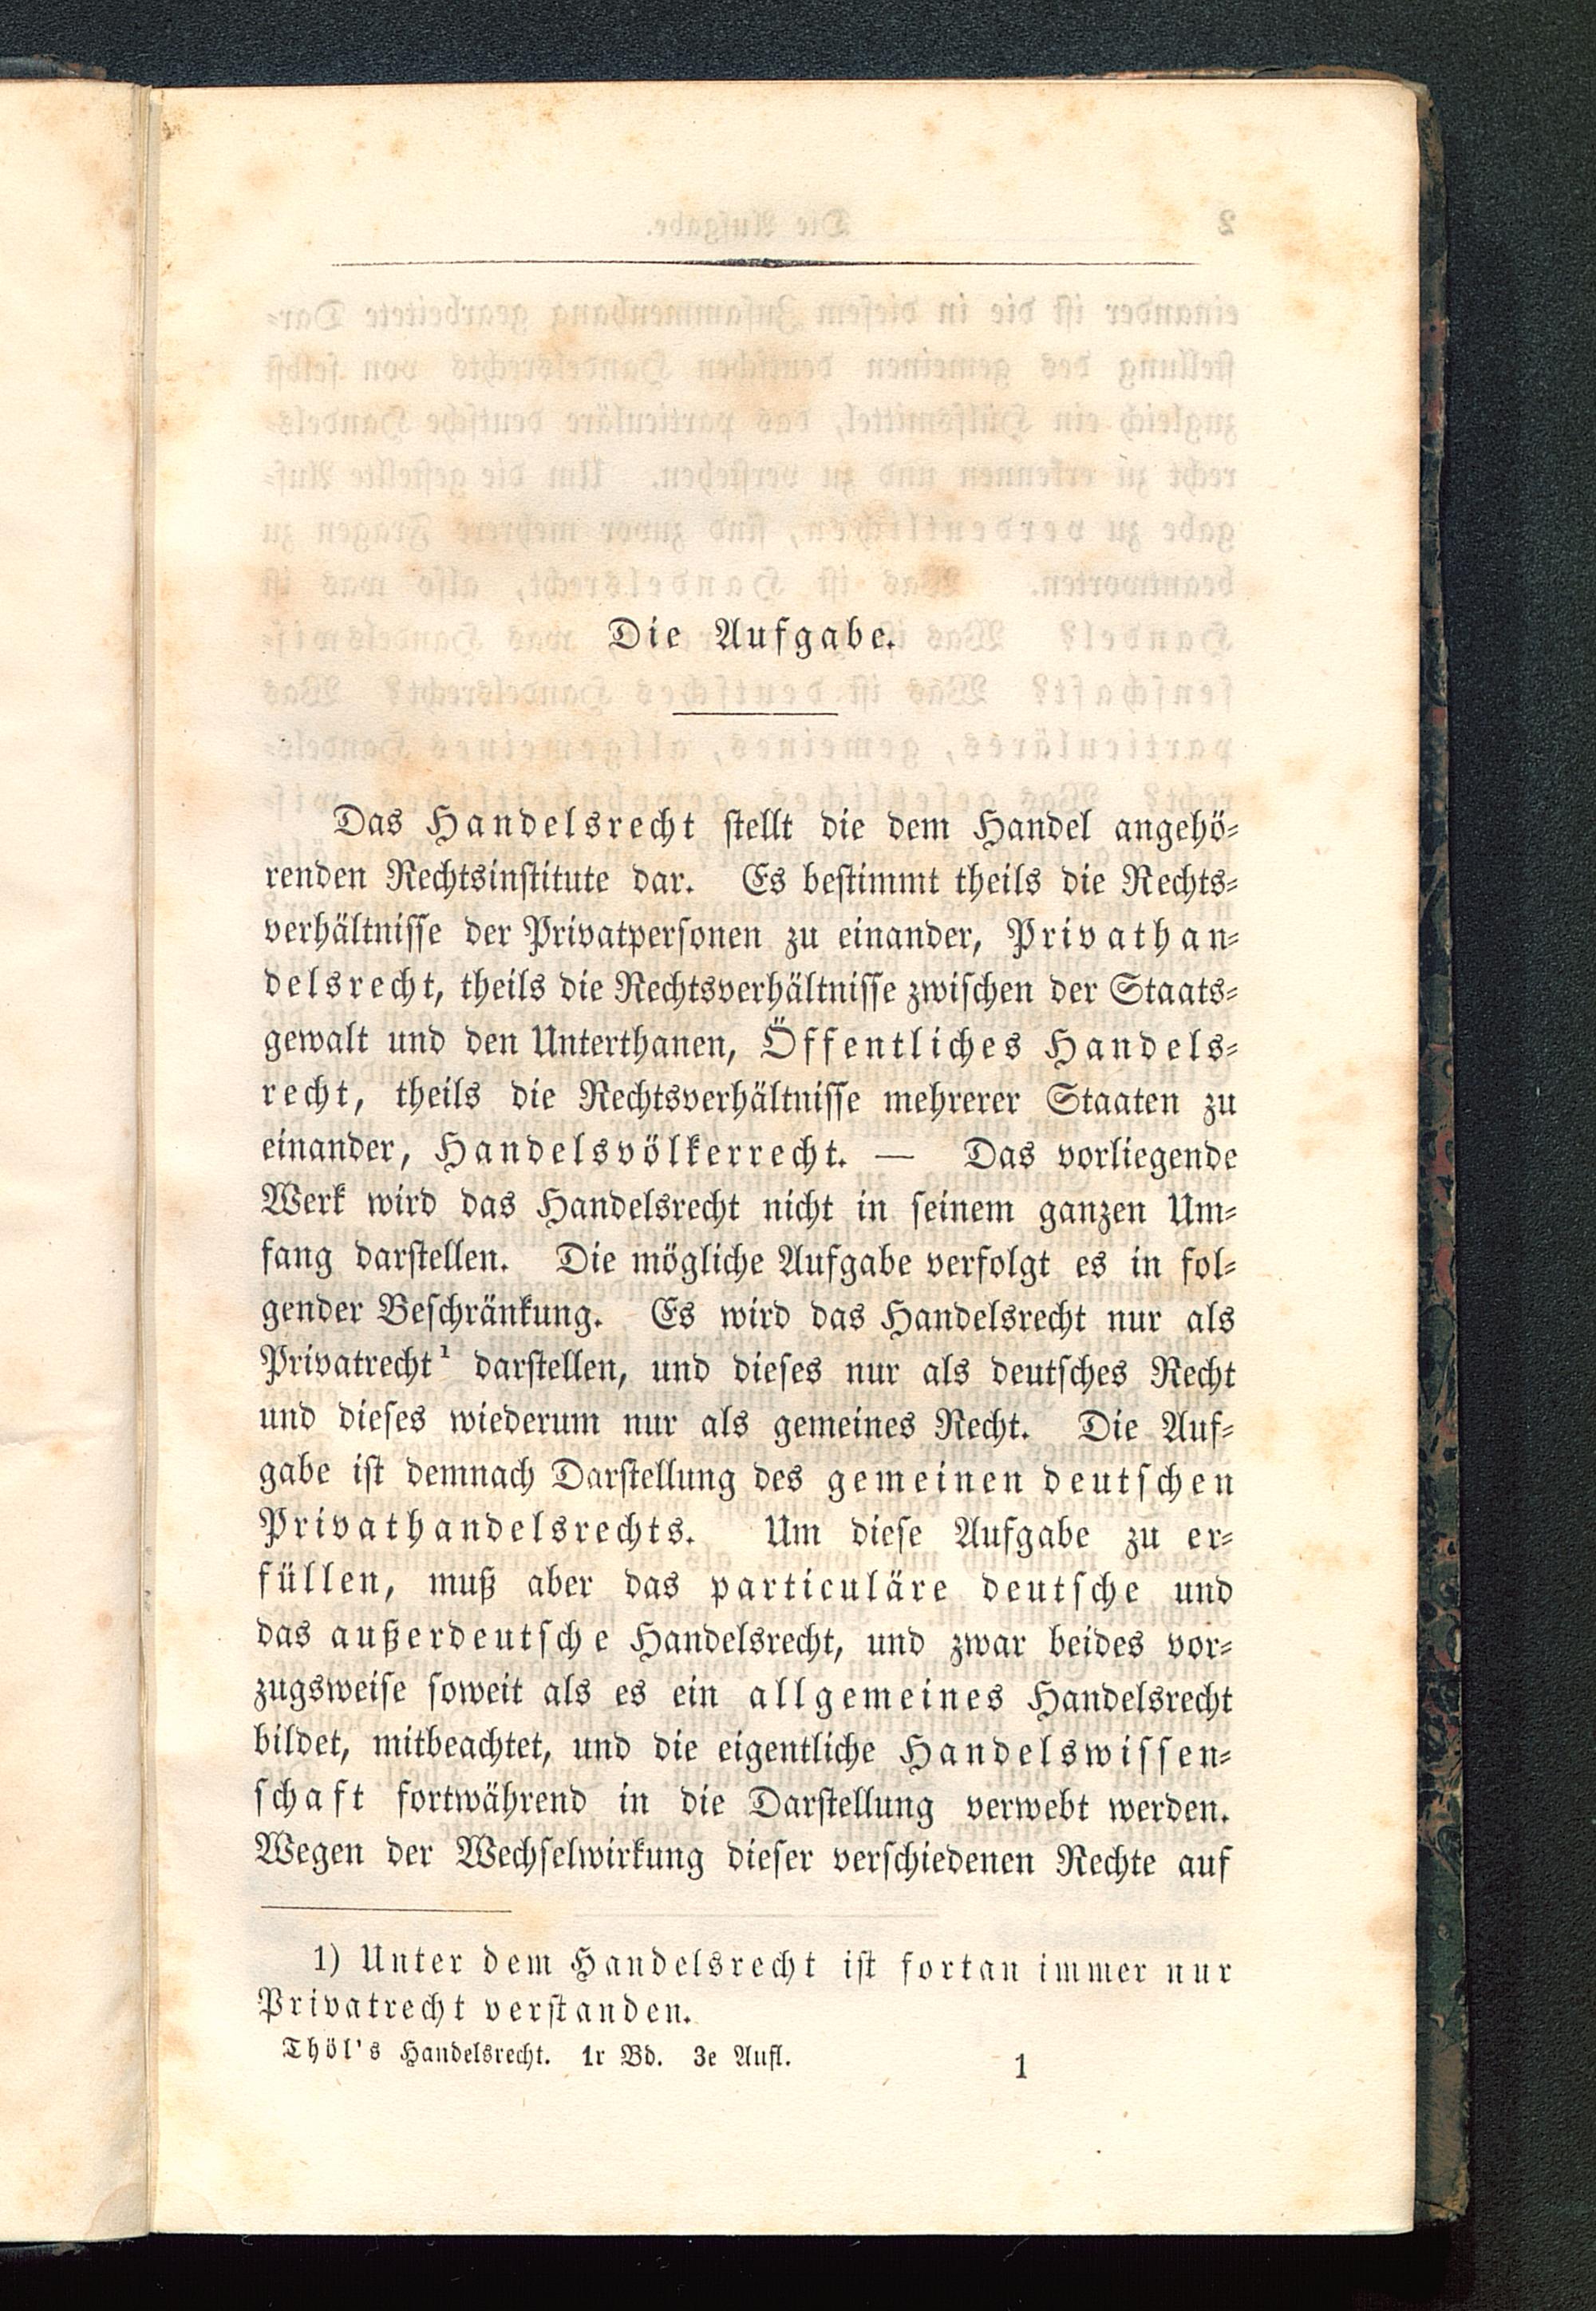 Die Aufgabe.
Das Handelsrecht stellt die dem Handel angehö-
renden Rechtsinstitute dar. Es bestimmt theils die Rechts-
verhältnisse der Privatpersonen zu einander, Privathan-
delsrecht, theils die Rechtsverhältnisse zwischen der Staats-
gewalt und den Unterthanen, Öffentliches Handels-
recht, theils die Rechtsverhältnisse mehrerer Staaten zu
einander, Handelsvölkerrecht. — Das vorliegende
Werk wird das Handelsrecht nicht in seinem ganzen Um-
fang darstellen. Die mögliche Aufgabe verfolgt es in fol-
gender Beschränkung. Es wird das Handelsrecht nur als
Privatrecht¹ darstellen, und dieses nur als deutsches Recht
und dieses wiederum nur als gemeines Recht. Die Auf-
gabe ist demnach Darstellung des gemeinen deutschen
Privathandelsrechts. Um diese Aufgabe zu er-
füllen, muß aber das particuläre deutsche und
das außerdeutsche Handelsrecht, und zwar beides vor-
zugsweise soweit als es ein allgemeines Handelsrecht
bildet, mitbeachtet, und die eigentliche Handelswissen-
schaft fortwährend in die Darstellung verwebt werden.
Wegen der Wechselwirkung dieser verschiedenen Rechte auf
1) Unter dem Handelsrecht ist fortan immer nur
Privatrecht verstanden.
Thöl's Handelsrecht. 1r Bd. 3e Aufl. 1